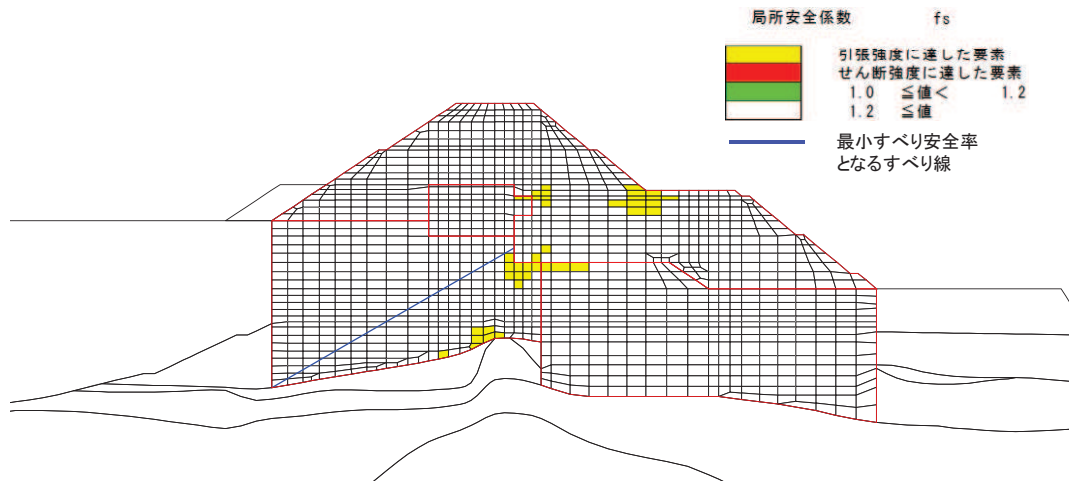 局所安全係数 fs
引張強度に達した要素
せん断強度に達した要素
1.0 ≦値< 1.2
1.2 ≦値
最小すべり安全率
となるすべり線